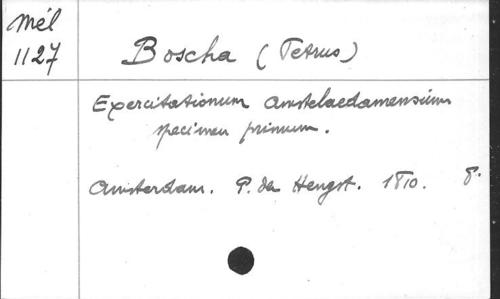 Mél
1127
Boscha (Petrus)
Exercitationum Amstelaedamensium
specimen primum.
Amsterdam. P. den Hengst. 1810. 8.